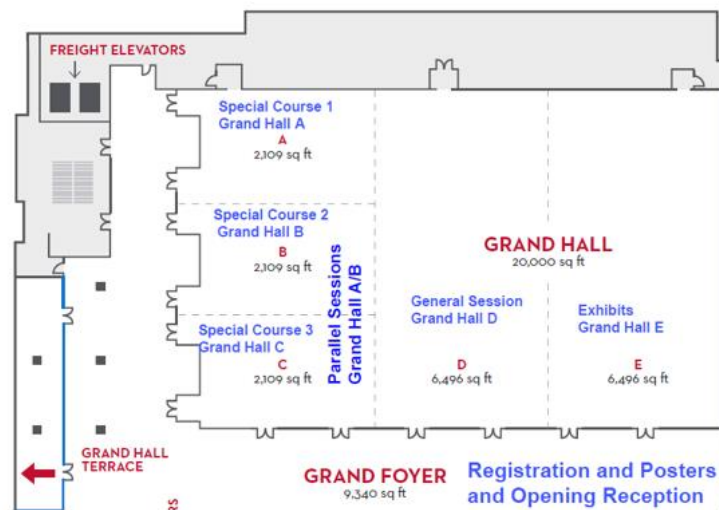 FREIGHT ELEVATORS
Special Course 1
Grand Hall A
A
2,109 sq ft
Special Course 2
Grand Hall B
B
2,109 sq ft
Parallel Sessions
Grand Hall A/B
GRAND HALL
20,000 sq ft
Special Course 3
Grand Hall C
C
2,109 sq ft
General Session
Grand Hall D
D
6,496 sq ft
Exhibits
Grand Hall E
E
6,496 sq ft
GRAND HALL
TERRACE
GRAND FOYER
9,340 sq ft
Registration and Posters
and Opening Reception